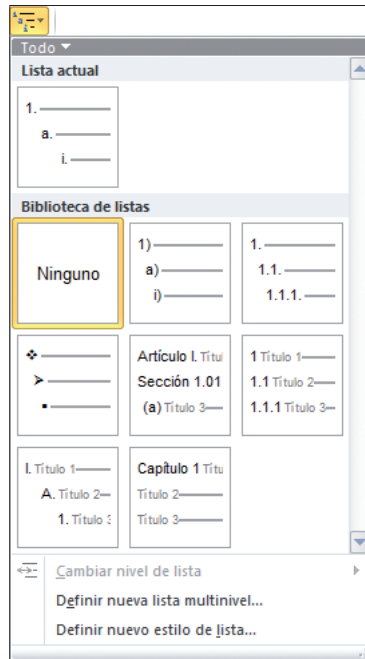 Todo
Lista actual
1.
a.
i.
Biblioteca de listas
Ninguno
1)
a)
i)
1.
1.1.
1.1.1.
Artículo I. Títul
Sección 1.01
(a) Título 3
1 Título 1
1.1 Título 2
1.1.1 Título 3
I. Título 1
A. Título 2
1. Título 3
Capítulo 1 Títu
Título 2
Título 3
Cambiar nivel de lista
Definir nueva lista multinivel...
Definir nuevo estilo de lista...